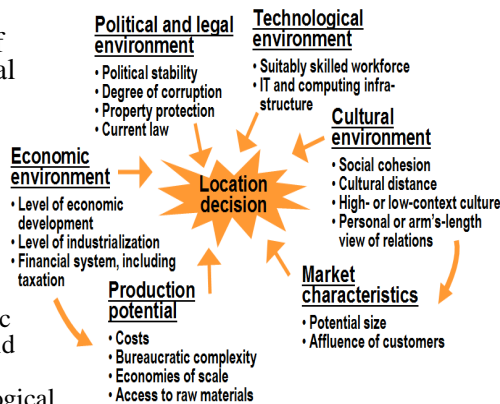 f
al
Political and legal
environment
• Political stability
• Degree of corruption
• Property protection
• Current law
Technological
environment
• Suitably skilled workforce
• IT and computing infra-
structure
Cultural
environment
• Social cohesion
• Cultural distance
• High- or low-context culture
• Personal or arm's-length
view of relations
Economic
environment
• Level of economic
development
• Level of industrialization
• Financial system, including
taxation
Location
decision
Market
characteristics
• Potential size
• Affluence of customers
Production
potential
• Costs
• Bureaucratic complexity
• Economies of scale
• Access to raw materials
ic
d
ogical